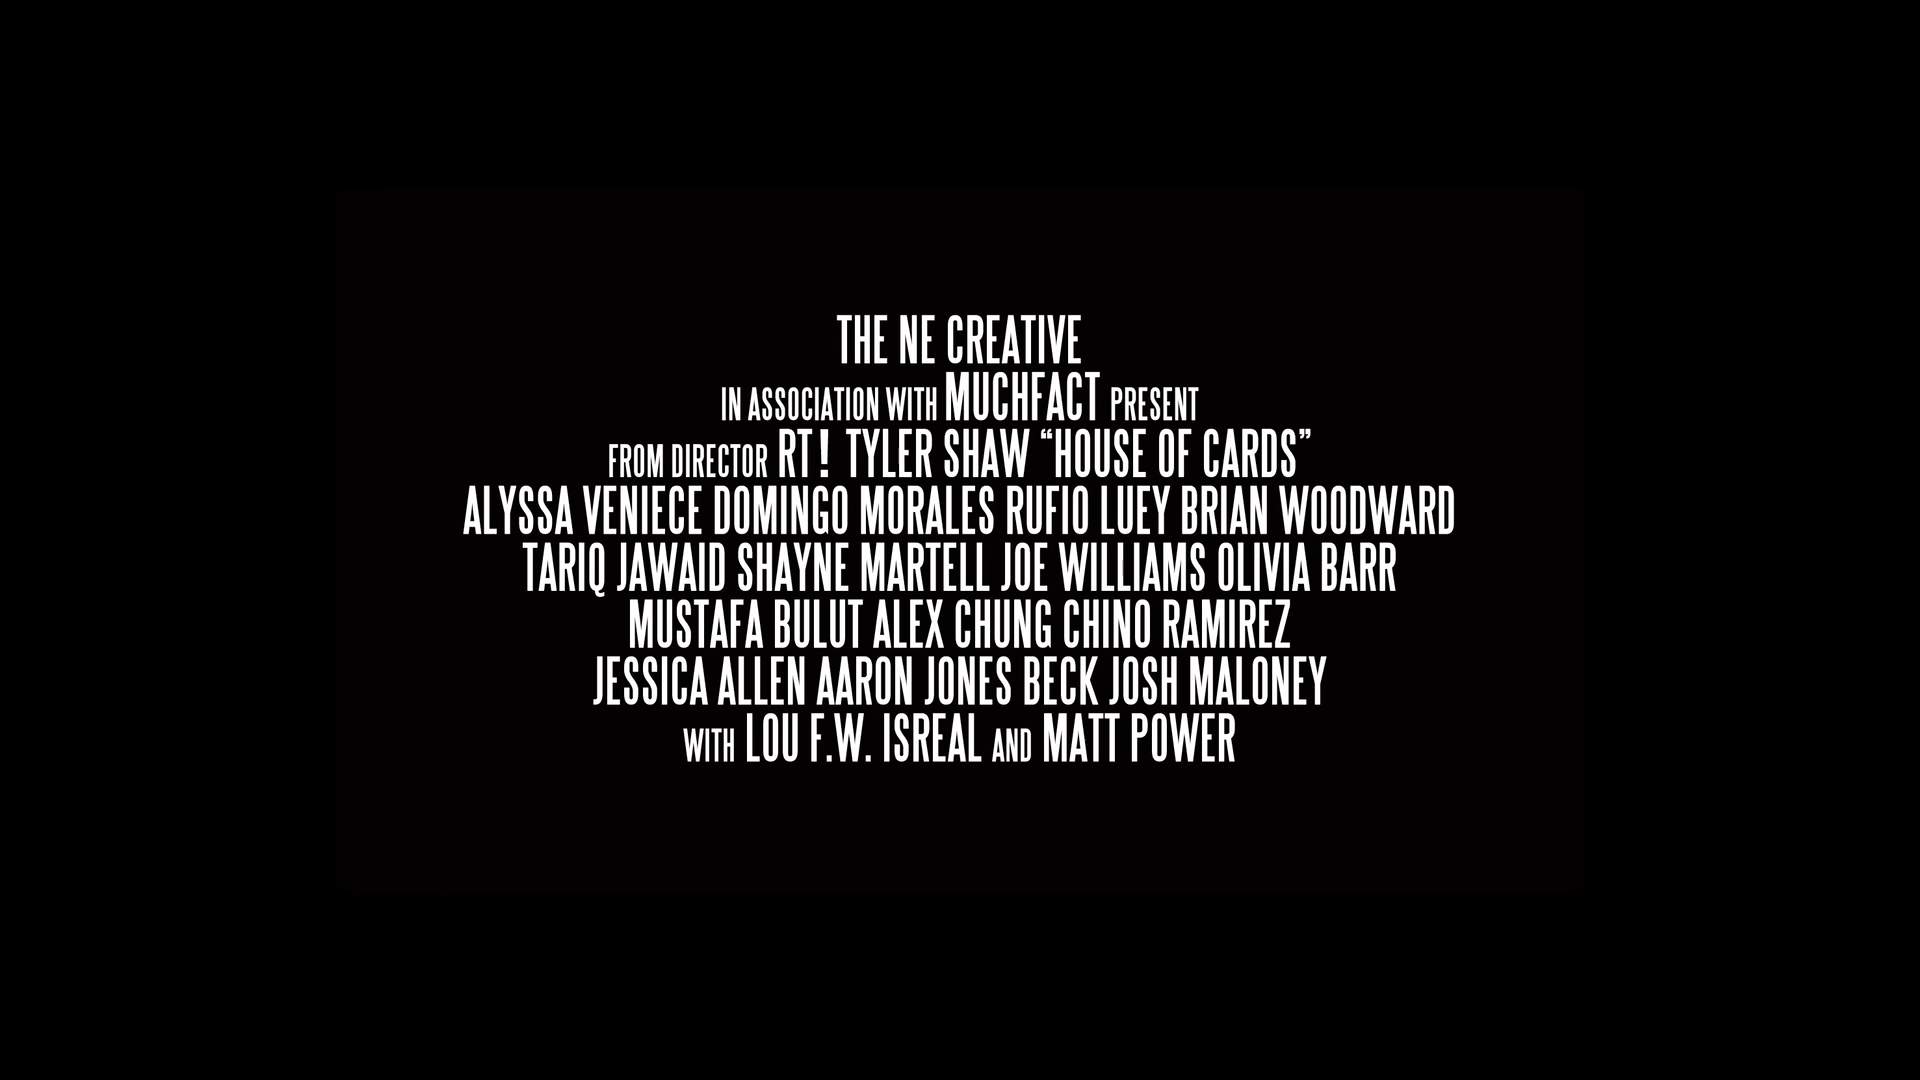 THE NE CREATIVE
IN ASSOCIATION WITH MUCHFACT PRESENT
FROM DIRECTOR RT! TYLER SHAW “HOUSE OF CARDS”
ALYSSA VENIECE DOMINGO MORALES RUFIO LUEY BRIAN WOODWARD
TARIQ JAWAID SHAYNE MARTELL JOE WILLIAMS OLIVIA BARR
MUSTAFA BULUT ALEX CHUNG CHINO RAMIREZ
JESSICA ALLEN AARON JONES BECK JOSH MALONEY
WITH LOU F.W. ISREAL AND MATT POWER